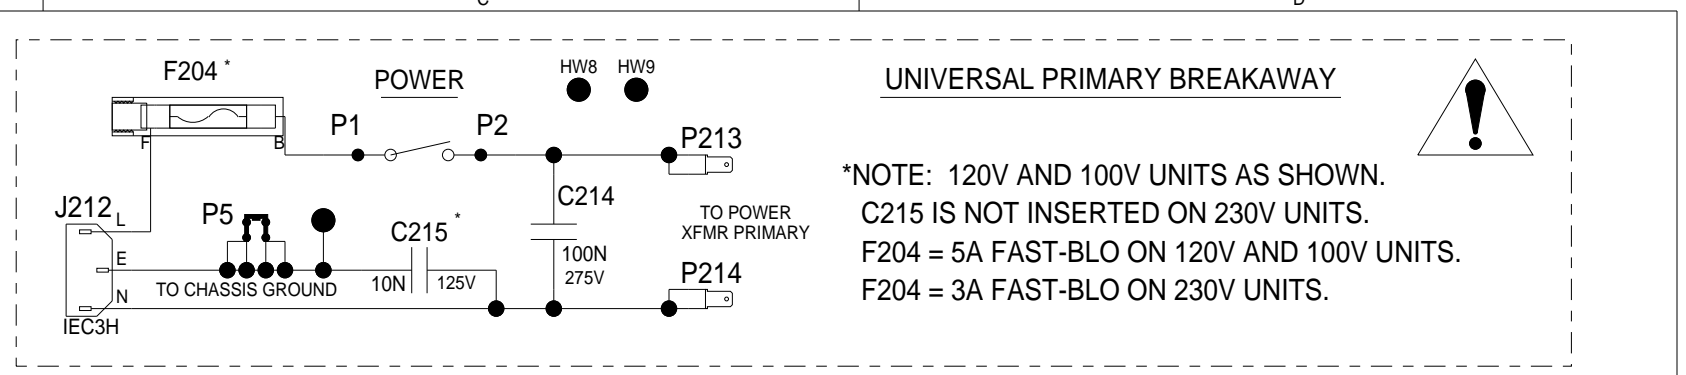 C
D
F204 *
POWER
HW8 HW9
UNIVERSAL PRIMARY BREAKAWAY
F
B
P1
P2
P213
J212
L
P5
C215 *
C214
TO POWER
XFMR PRIMARY
E
100N
275V
TO CHASSIS GROUND
10N
125V
P214
N
IEC3H
*NOTE: 120V AND 100V UNITS AS SHOWN.
C215 IS NOT INSERTED ON 230V UNITS.
F204 = 5A FAST-BLO ON 120V AND 100V UNITS.
F204 = 3A FAST-BLO ON 230V UNITS.